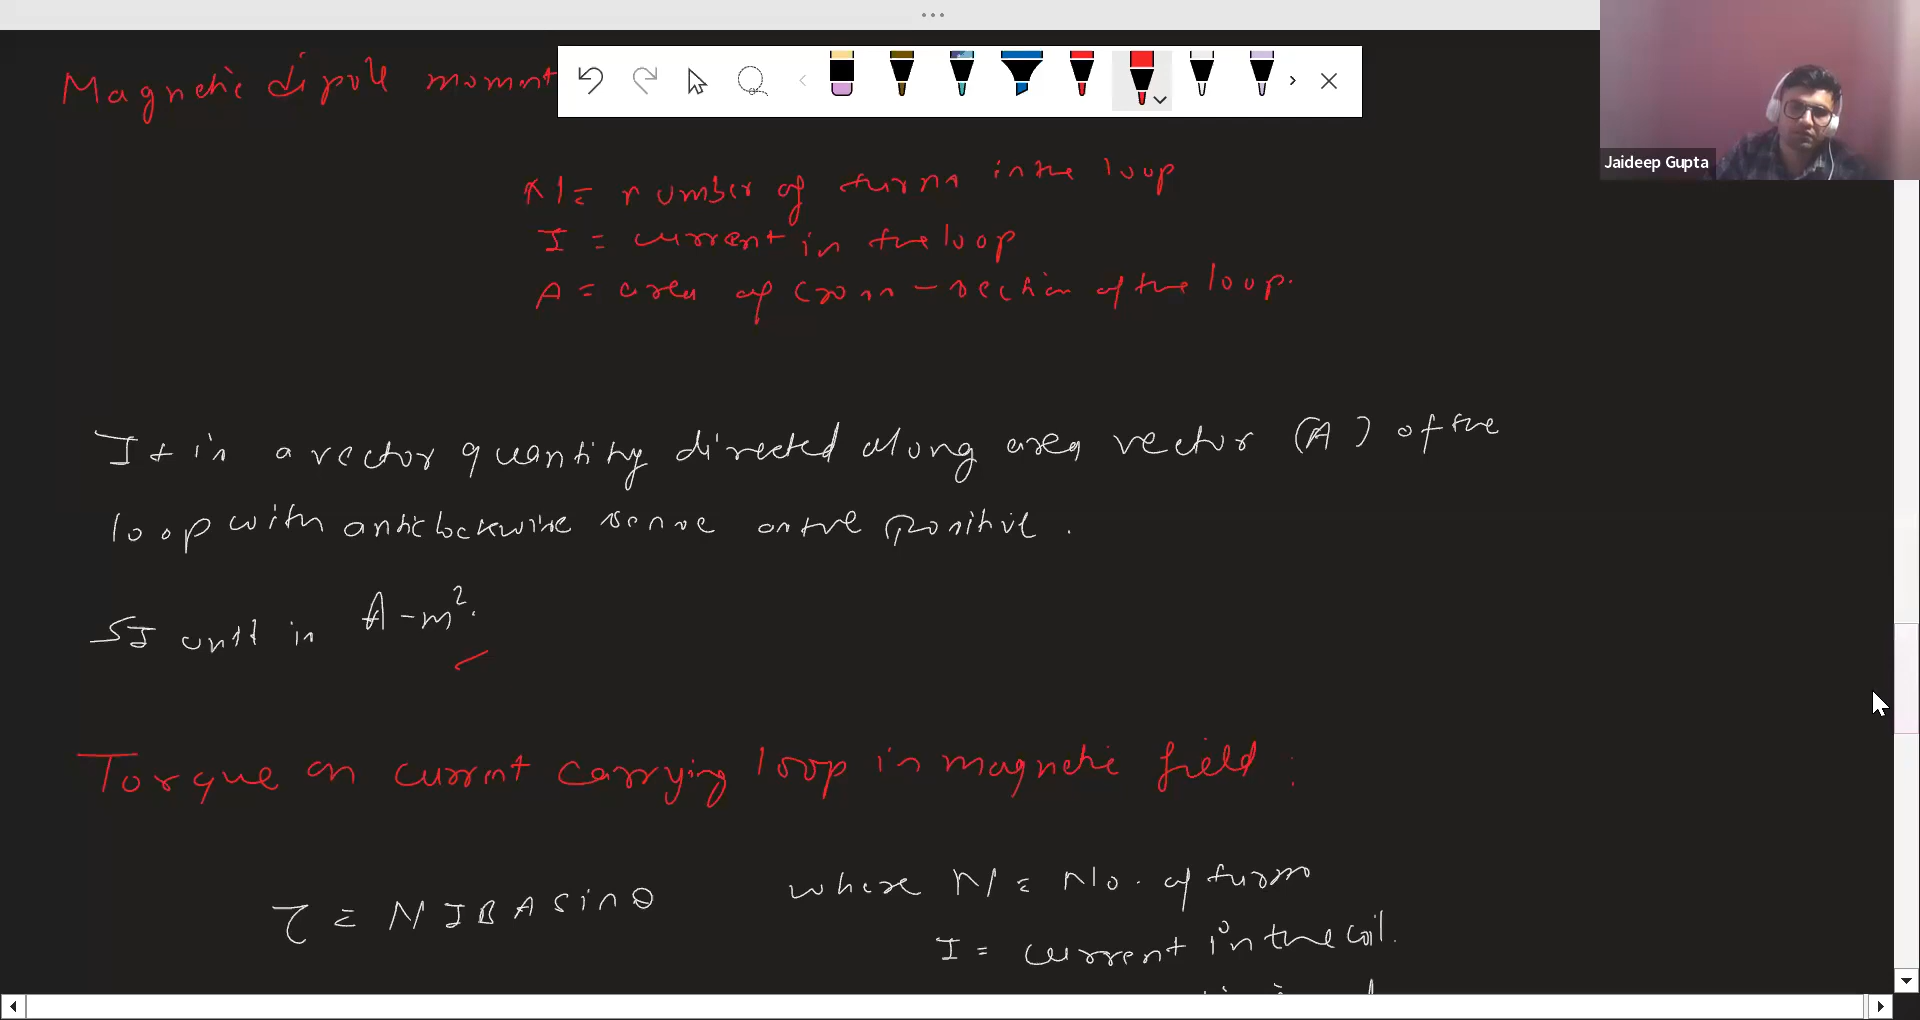 Magnetic dipole moment
Jaideep Gupta
N = number of turns in the loop
I = current in the loop
A = area of cross-section of the loop.
It is a vector quantity directed along area vector (A) of the
loop with anticlockwise sense as the positive.
SI unit is A-m².
Torque on current carrying loop in magnetic field:
τ = NIBA sinθ
where N = No. of turns
I = current in the coil.